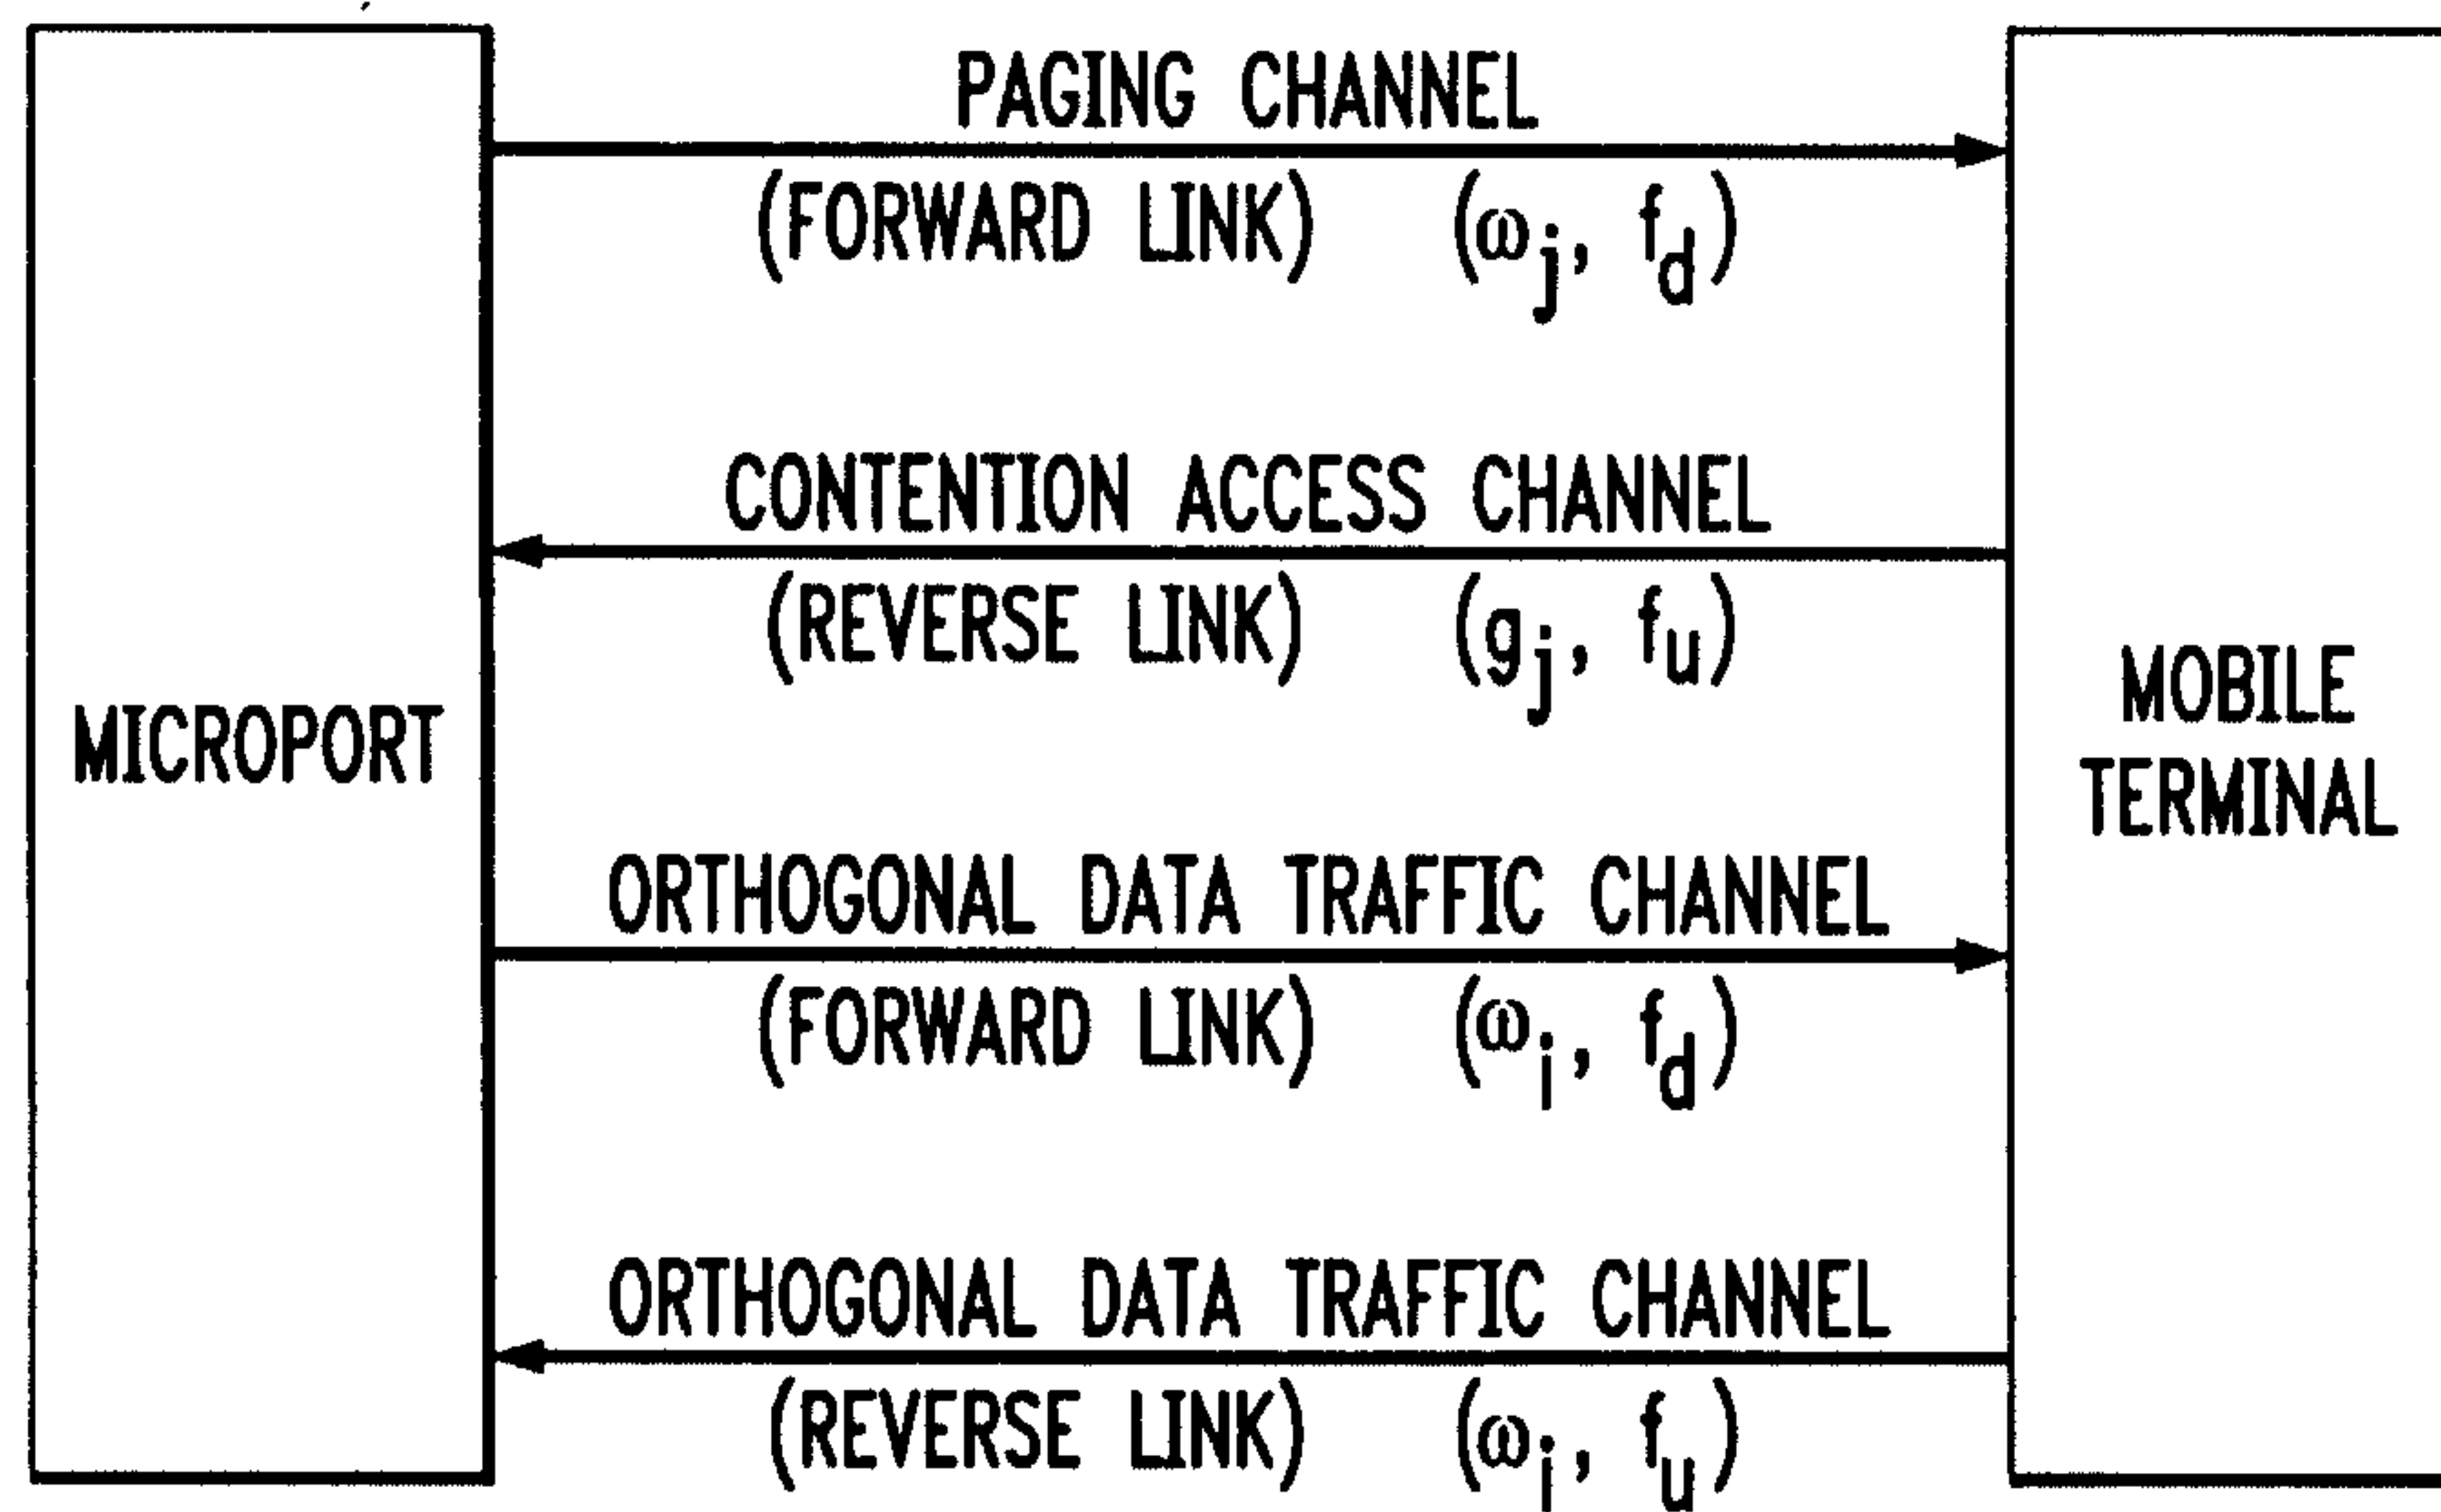 PAGING CHANNEL
(FORWARD LINK) (ωj, fd)
CONTENTION ACCESS CHANNEL
(REVERSE LINK) (gj, fu)
MICROPORT
MOBILE
TERMINAL
ORTHOGONAL DATA TRAFFIC CHANNEL
(FORWARD LINK) (ωi, fd)
ORTHOGONAL DATA TRAFFIC CHANNEL
(REVERSE LINK) (ωi, fu)